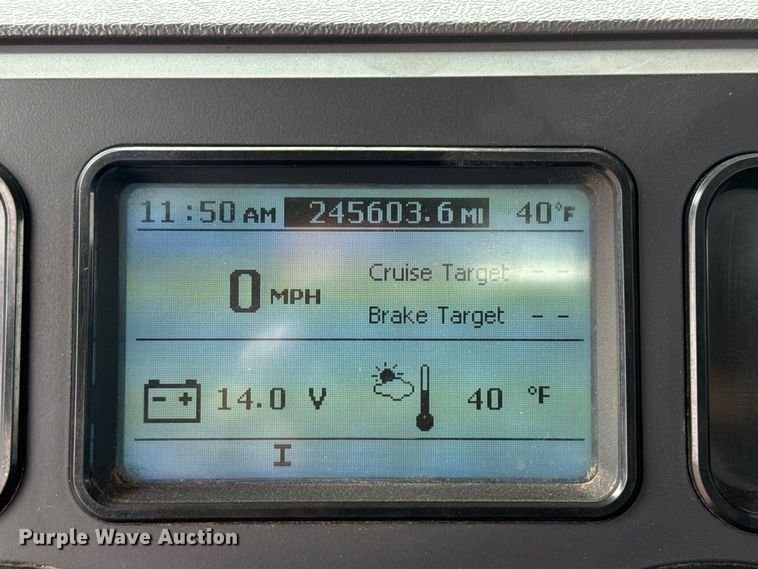 11:50 AM 245603.6 MI 40°F
0 MPH
Cruise Target - -
Brake Target - -
- + 14.0 V 40 °F
I
Purple Wave Auction